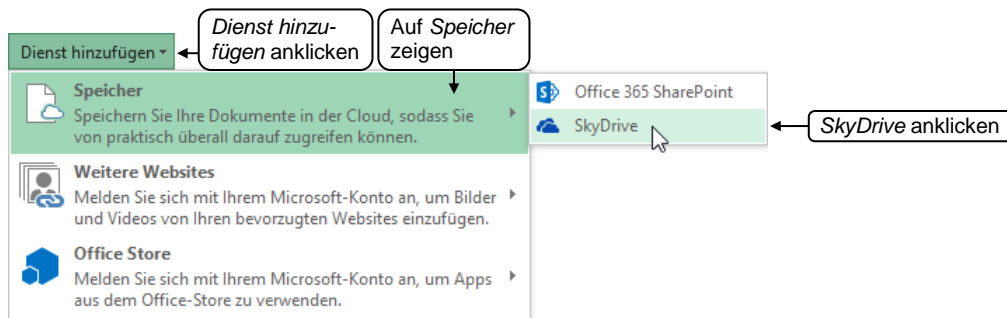 Dienst hinzu-
fügen anklicken
Auf Speicher
zeigen
Dienst hinzufügen
Speicher
Speichern Sie Ihre Dokumente in der Cloud, sodass Sie
von praktisch überall darauf zugreifen können.
Office 365 SharePoint
SkyDrive
SkyDrive anklicken
Weitere Websites
Melden Sie sich mit Ihrem Microsoft-Konto an, um Bilder
und Videos von Ihren bevorzugten Websites einzufügen.
Office Store
Melden Sie sich mit Ihrem Microsoft-Konto an, um Apps
aus dem Office-Store zu verwenden.